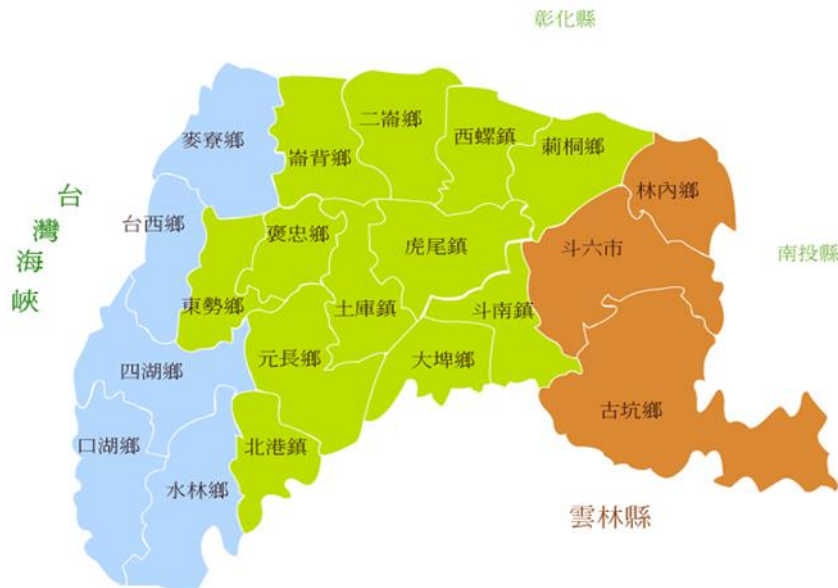 彰化縣
二崙鄉
麥寮鄉
崙背鄉
西螺鎮
莿桐鄉
林內鄉
台灣海峽
台西鄉
褒忠鄉
虎尾鎮
斗六市
南投縣
東勢鄉
土庫鎮
斗南鎮
元長鄉
大埤鄉
四湖鄉
古坑鄉
口湖鄉
北港鎮
水林鄉
雲林縣